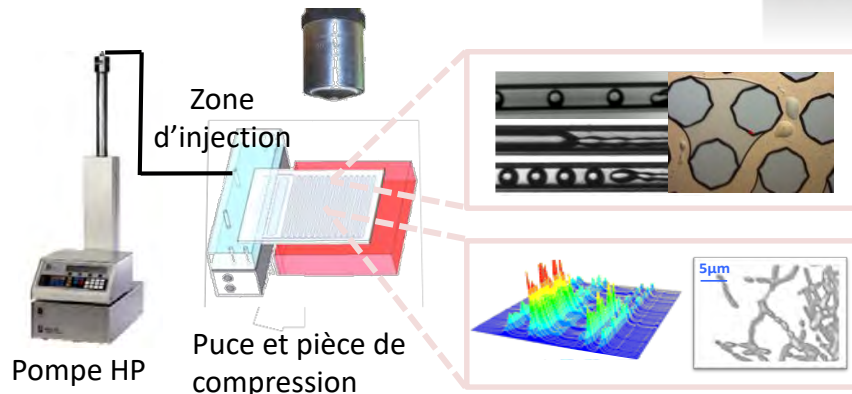 Zone
d'injection
5µm
Pompe HP
Puce et pièce de
compression